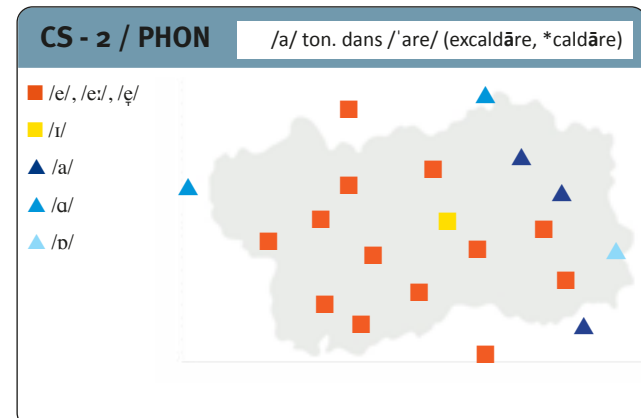 CS - 2 / PHON
/a/ ton. dans /ˈare/ (excaldāre, *caldāre)
/e/, /eː/, /ẹ/
/ɪ/
/a/
/ɑ/
/ɒ/